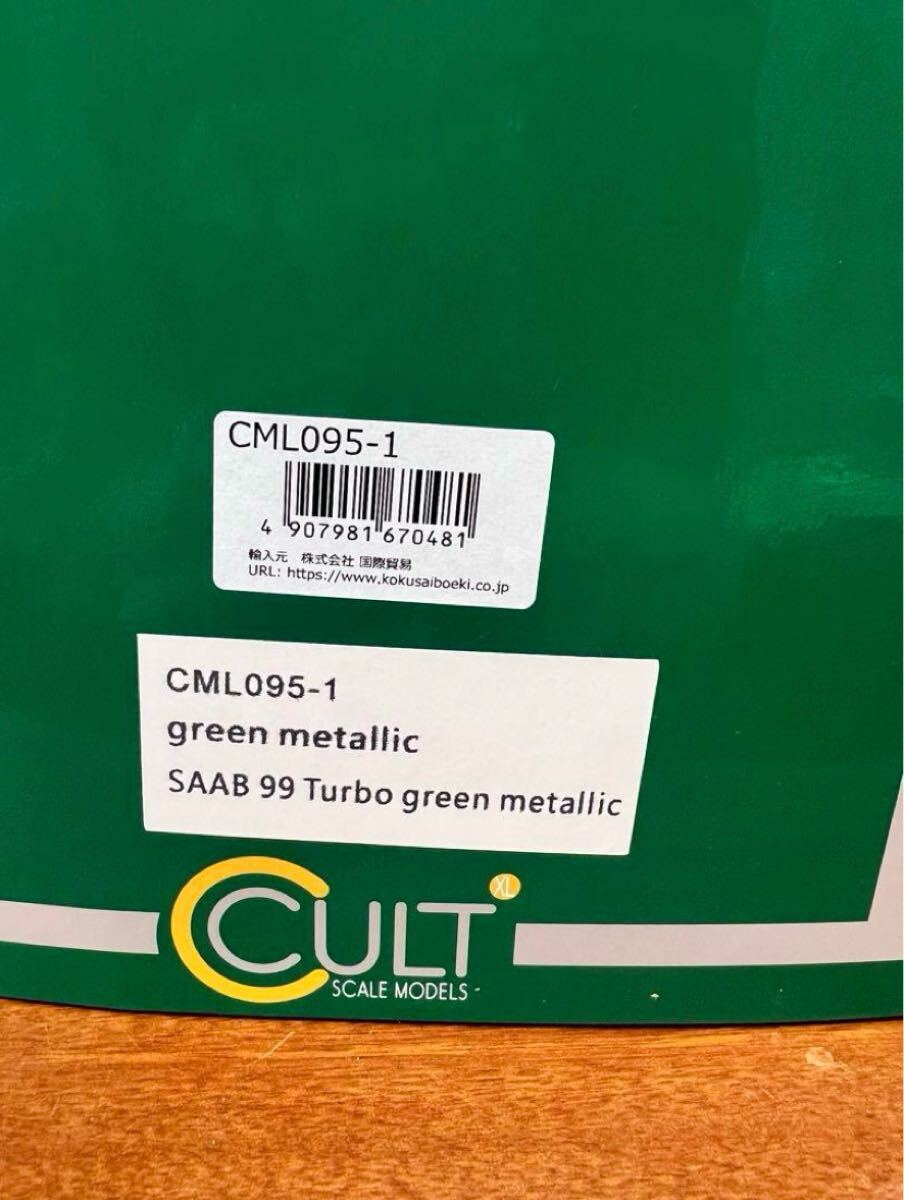 CML095-1
4 907981 670481
輸入元 株式会社 国際貿易
URL: https://www.kokusaiboeki.co.jp
CML095-1
green metallic
SAAB 99 Turbo green metallic
CULT XL
SCALE MODELS